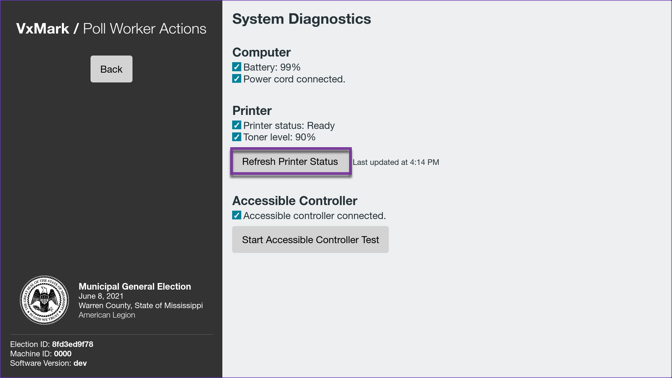 VxMark / Poll Worker Actions
Back
Municipal General Election
June 8, 2021
Warren County, State of Mississippi
American Legion
Election ID: 8fd3ed9f78
Machine ID: 0000
Software Version: dev
System Diagnostics
Computer
Battery: 99%
Power cord connected.
Printer
Printer status: Ready
Toner level: 90%
Refresh Printer Status Last updated at 4:14 PM
Accessible Controller
Accessible controller connected.
Start Accessible Controller Test